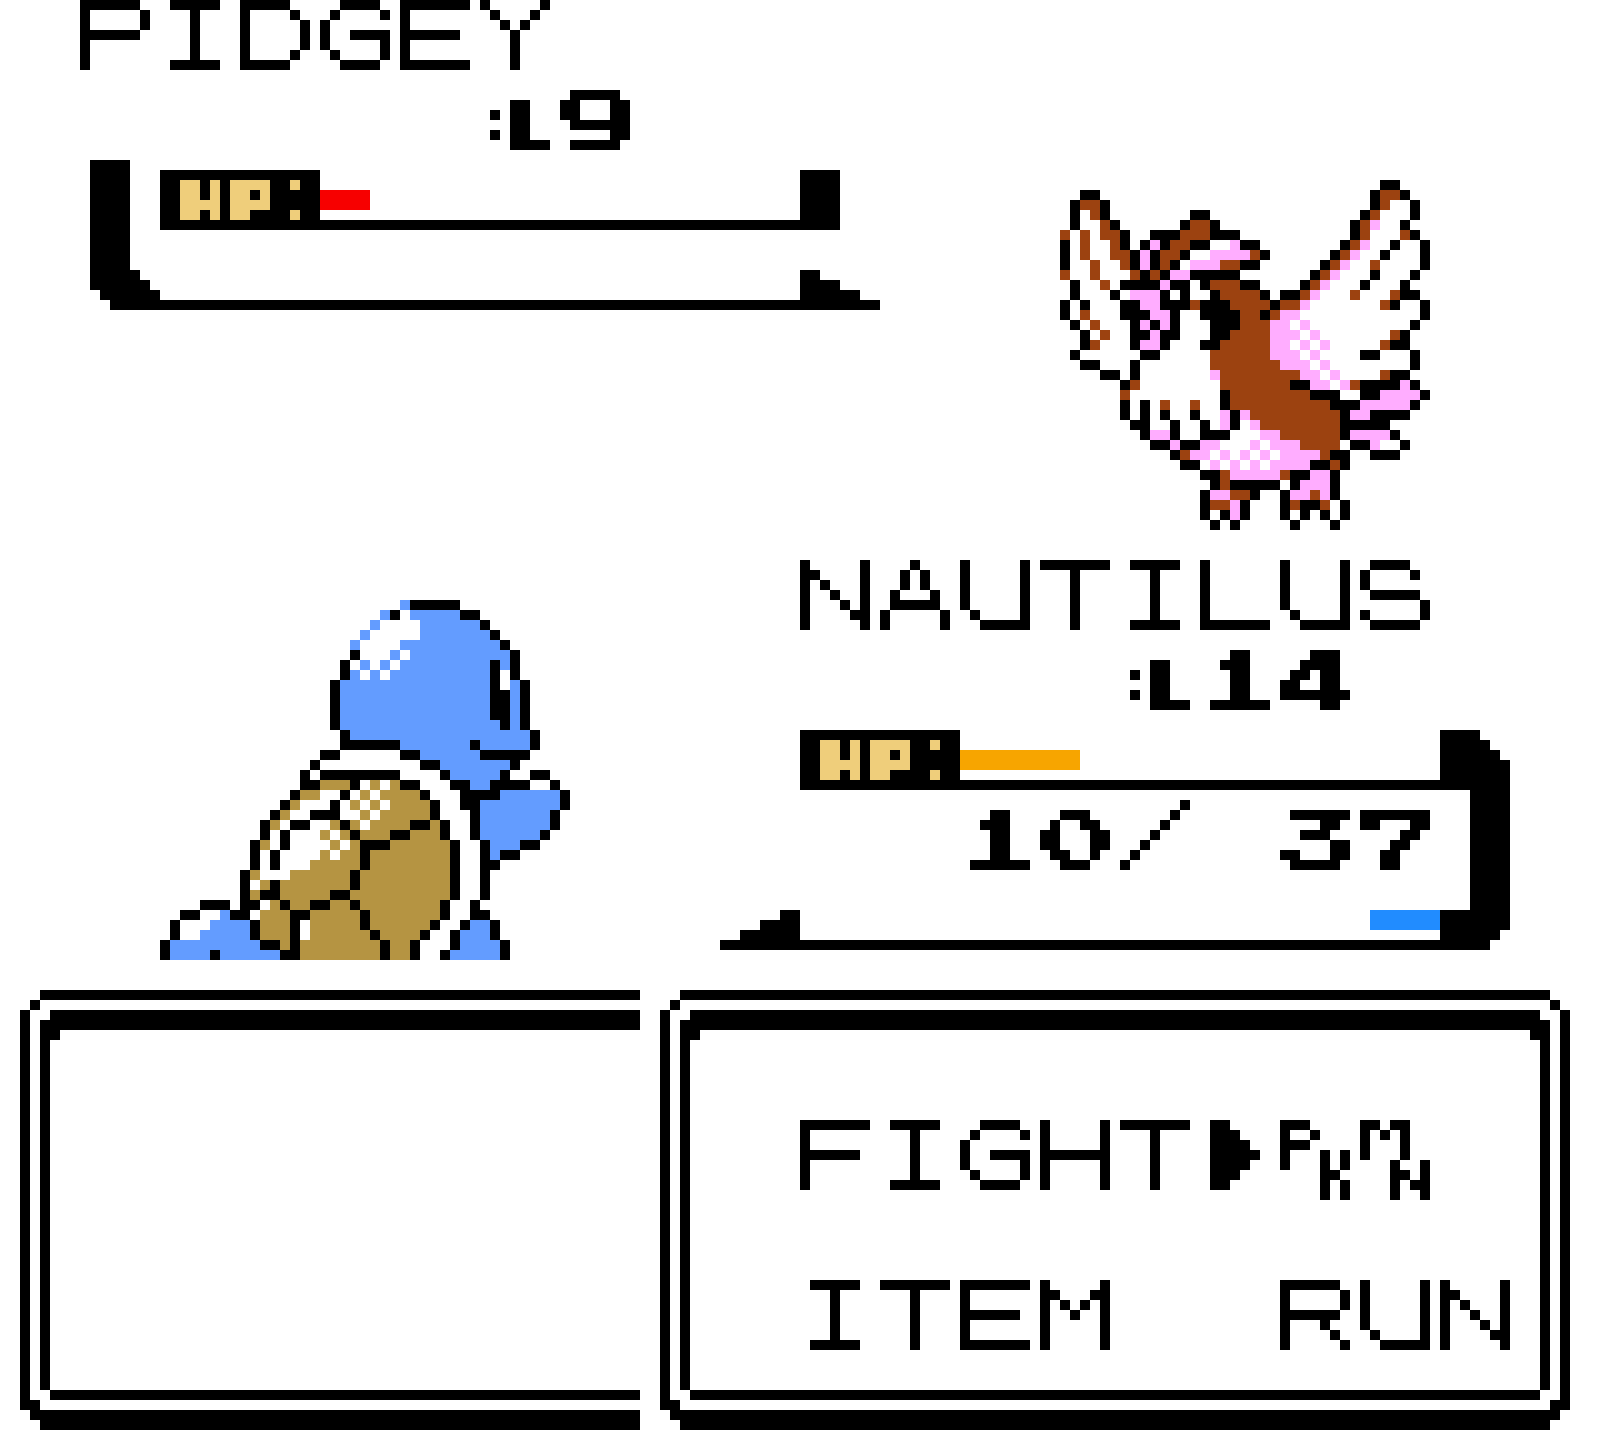 PIDGEY
:L9
HP:
NAUTILUS
:L14
HP:
10/ 37
FIGHT ▶PKMN
ITEM RUN